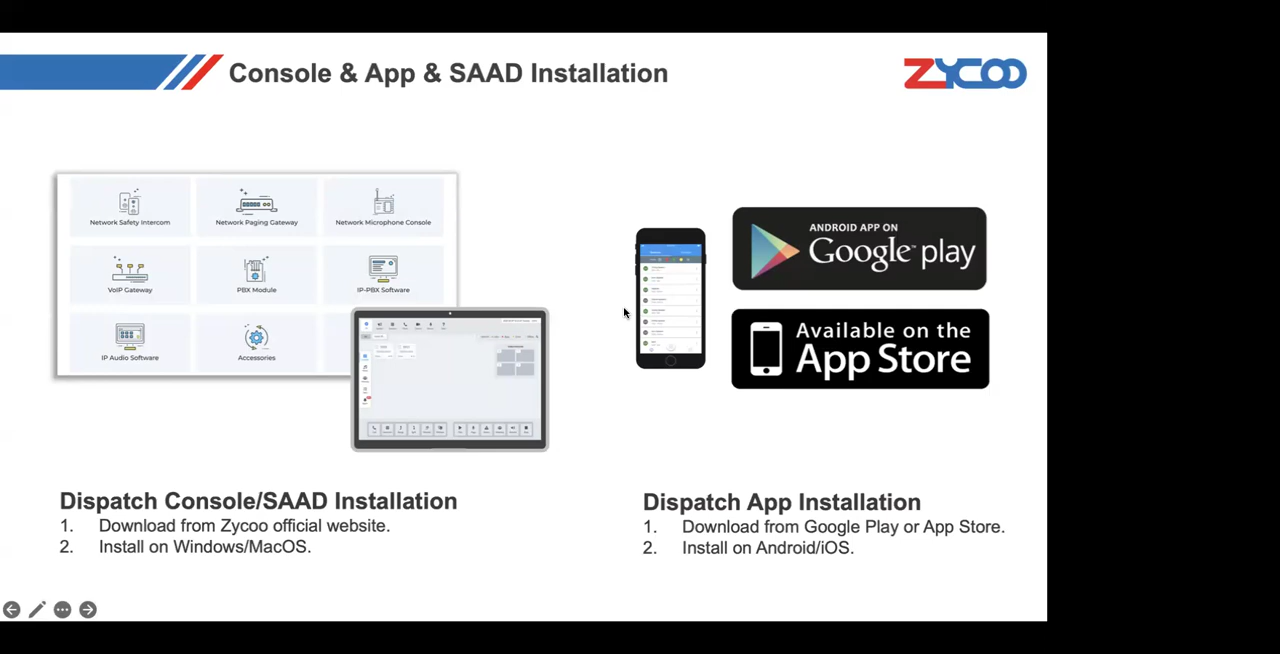 Console & App & SAAD Installation
ZYCOO
Network Safety Intercom
Network Paging Gateway
Network Microphone Console
VoIP Gateway
PBX Module
IP-PBX Software
IP Audio Software
Accessories
ANDROID APP ON
Google play
Available on the
App Store
Dispatch Console/SAAD Installation
1. Download from Zycoo official website.
2. Install on Windows/MacOS.
Dispatch App Installation
1. Download from Google Play or App Store.
2. Install on Android/iOS.